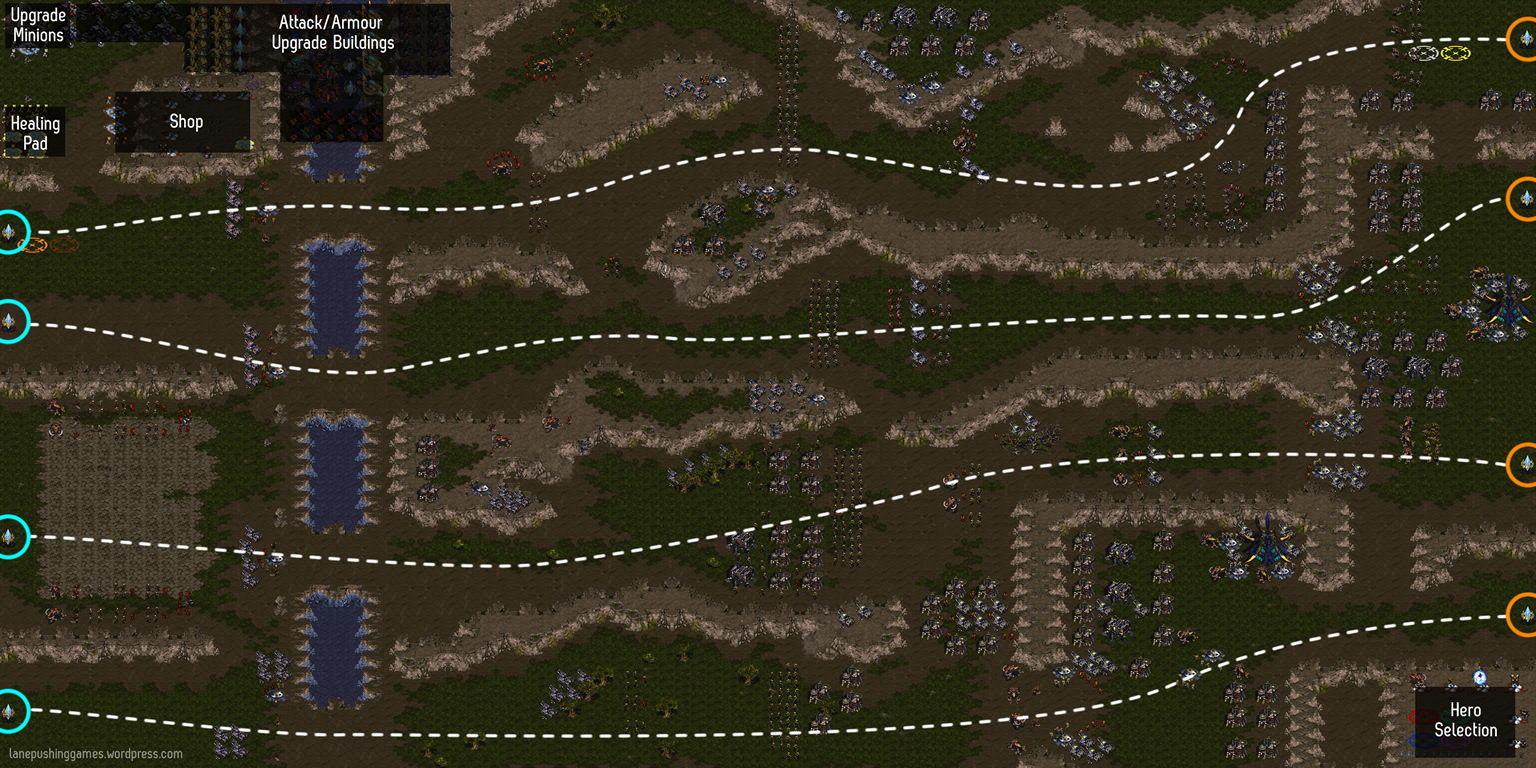 Upgrade
Minions
Attack/Armour
Upgrade Buildings
Healing
Pad
Shop
Hero
Selection
lanepushinggames.wordpress.com